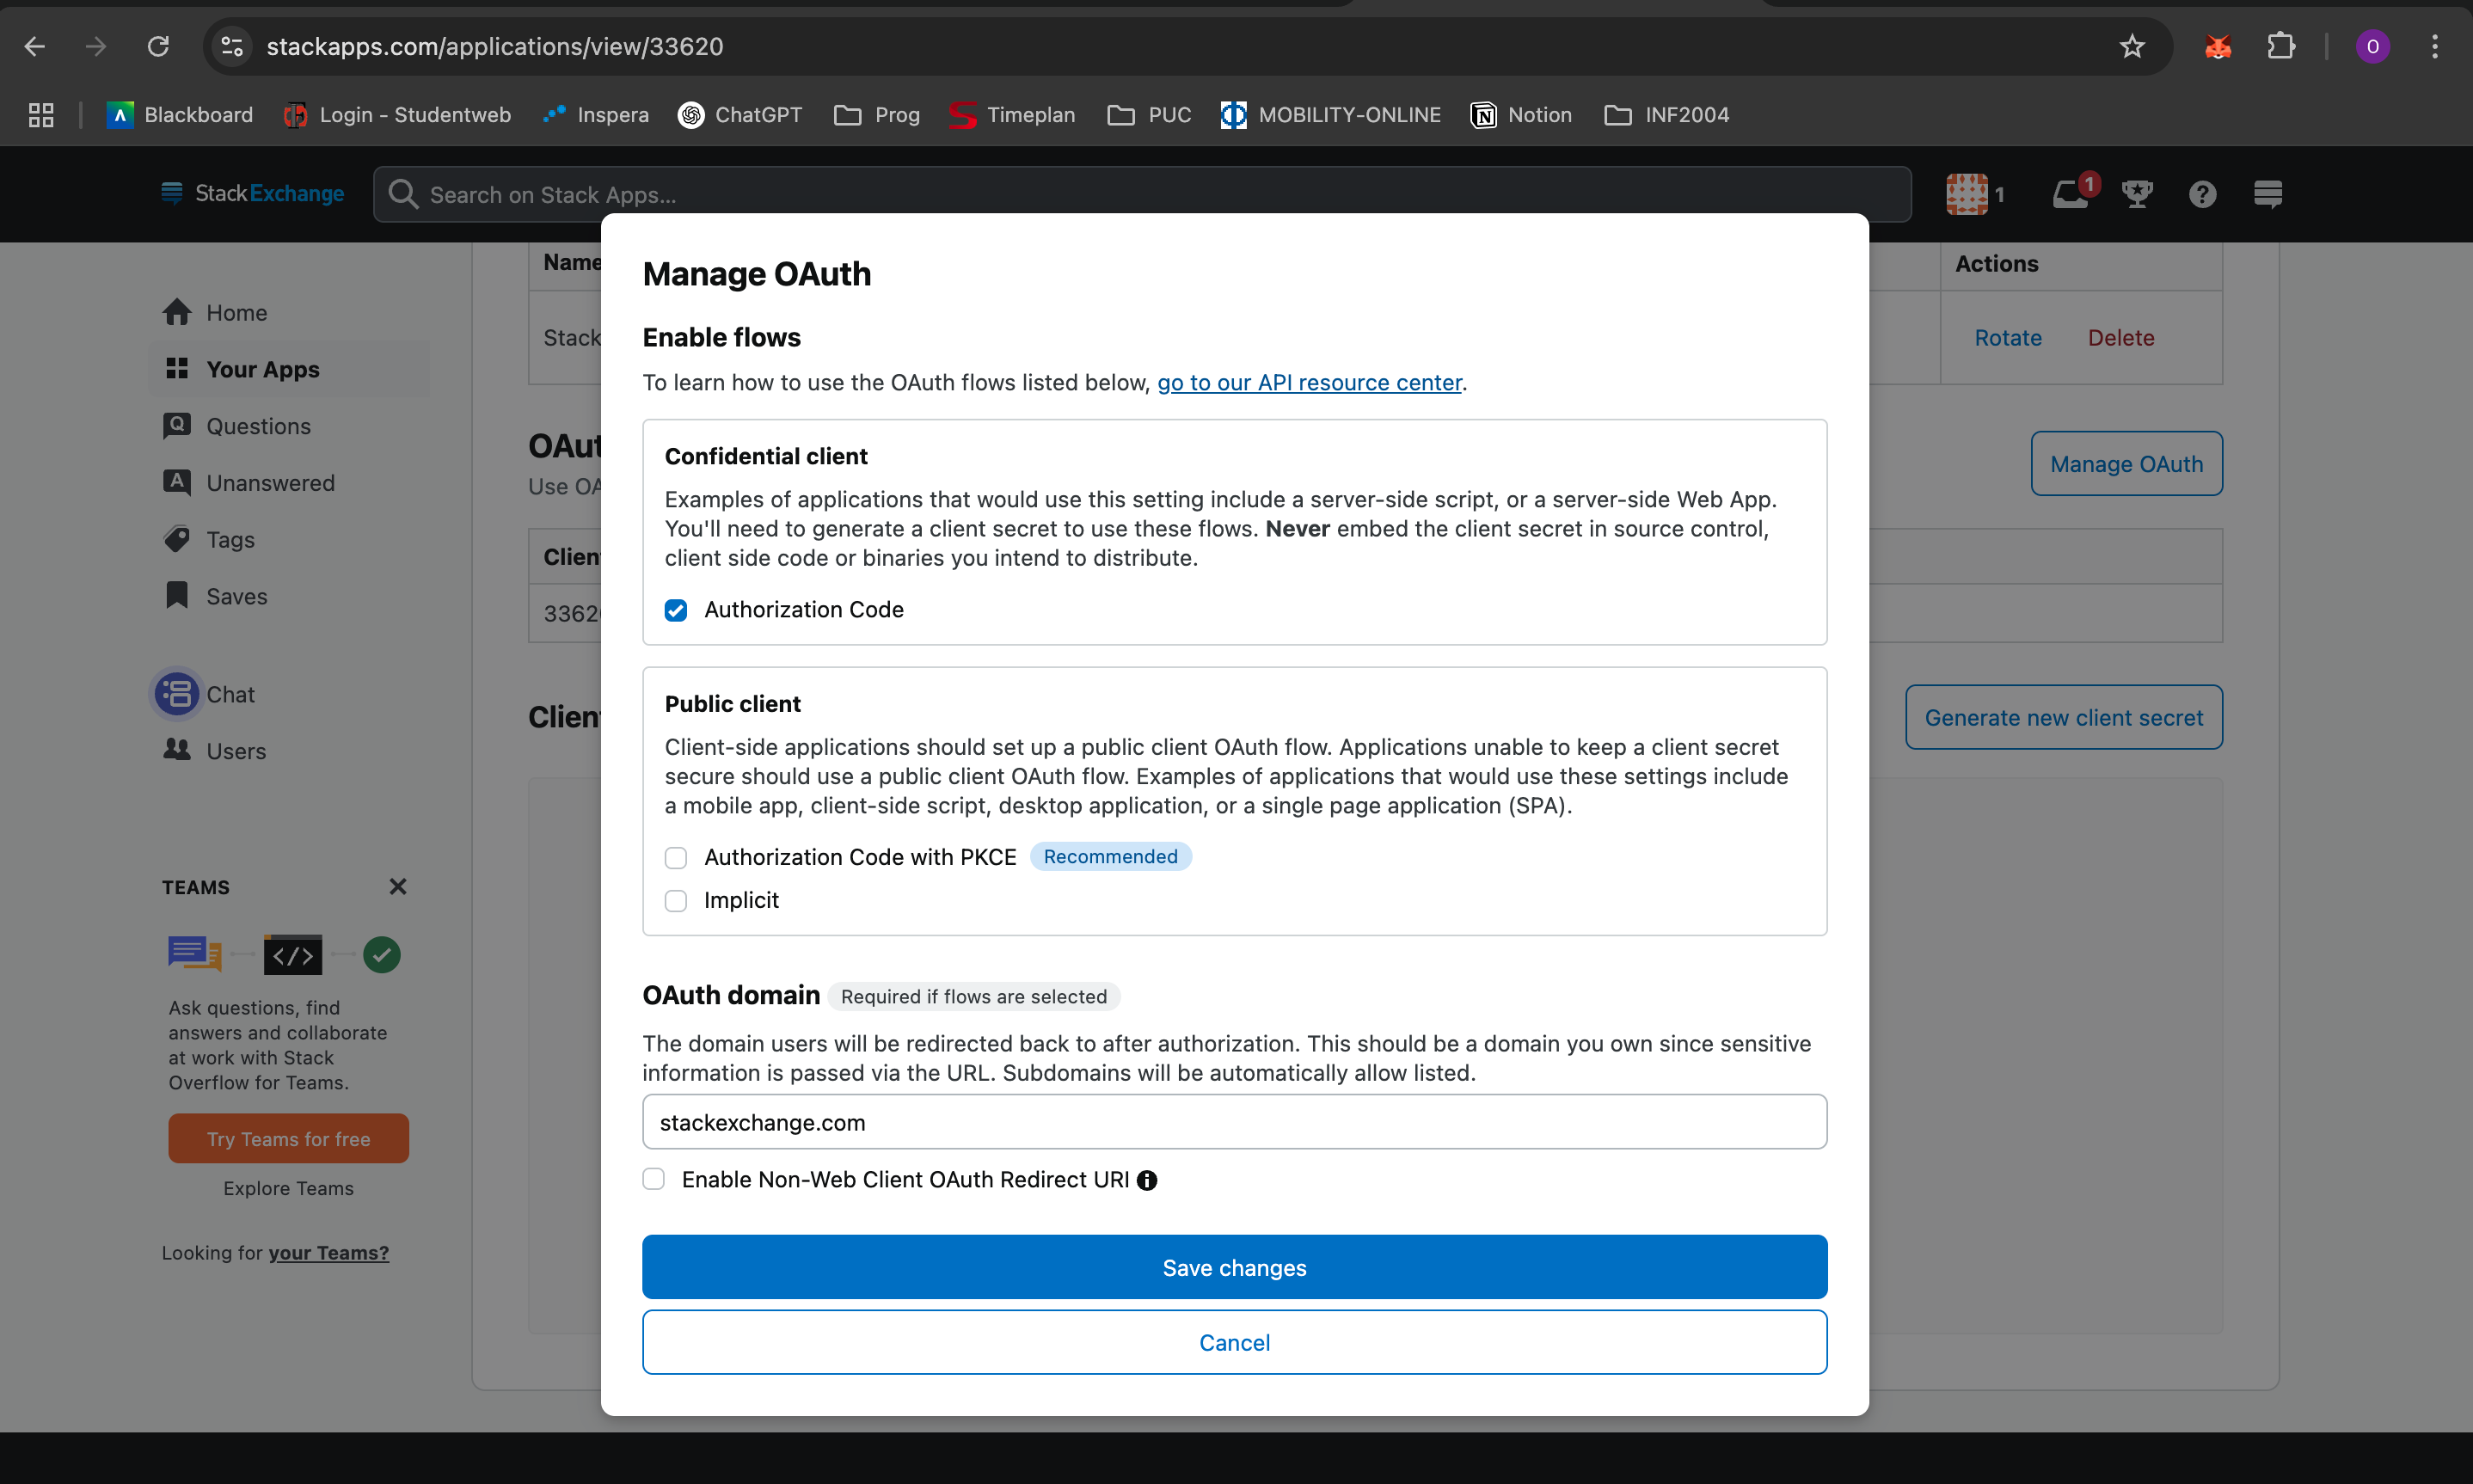 stackapps.com/applications/view/33620
O
Blackboard
Login - Studentweb
Inspera
ChatGPT
Prog
Timeplan
PUC
MOBILITY-ONLINE
Notion
INF2004
StackExchange
Search on Stack Apps...
1
1
Home
Your Apps
Questions
Unanswered
Tags
Saves
Chat
Users
TEAMS
</>
Ask questions, find
answers and collaborate
at work with Stack
Overflow for Teams.
Try Teams for free
Explore Teams
Looking for your Teams?
Name
Actions
Stack
Rotate
Delete
OAut
Use OA
Manage OAuth
Clien
3362
Clien
Generate new client secret
Manage OAuth
Enable flows
To learn how to use the OAuth flows listed below, go to our API resource center.
Confidential client
Examples of applications that would use this setting include a server-side script, or a server-side Web App.
You'll need to generate a client secret to use these flows. Never embed the client secret in source control,
client side code or binaries you intend to distribute.
Authorization Code
Public client
Client-side applications should set up a public client OAuth flow. Applications unable to keep a client secret
secure should use a public client OAuth flow. Examples of applications that would use these settings include
a mobile app, client-side script, desktop application, or a single page application (SPA).
Authorization Code with PKCE Recommended
Implicit
OAuth domain Required if flows are selected
The domain users will be redirected back to after authorization. This should be a domain you own since sensitive
information is passed via the URL. Subdomains will be automatically allow listed.
stackexchange.com
Enable Non-Web Client OAuth Redirect URI
Save changes
Cancel